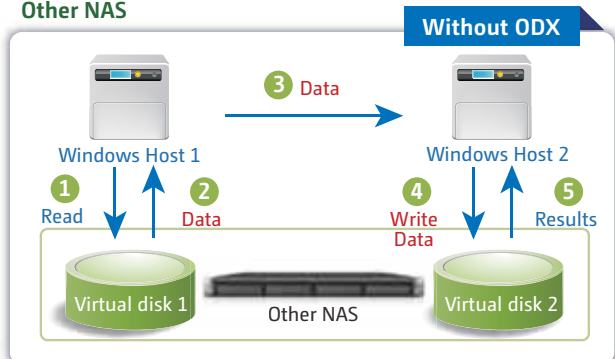 Other NAS
Without ODX
3 Data
Windows Host 1
Windows Host 2
1
Read
2
Data
4
Write
Data
5
Results
Virtual disk 1
Other NAS
Virtual disk 2